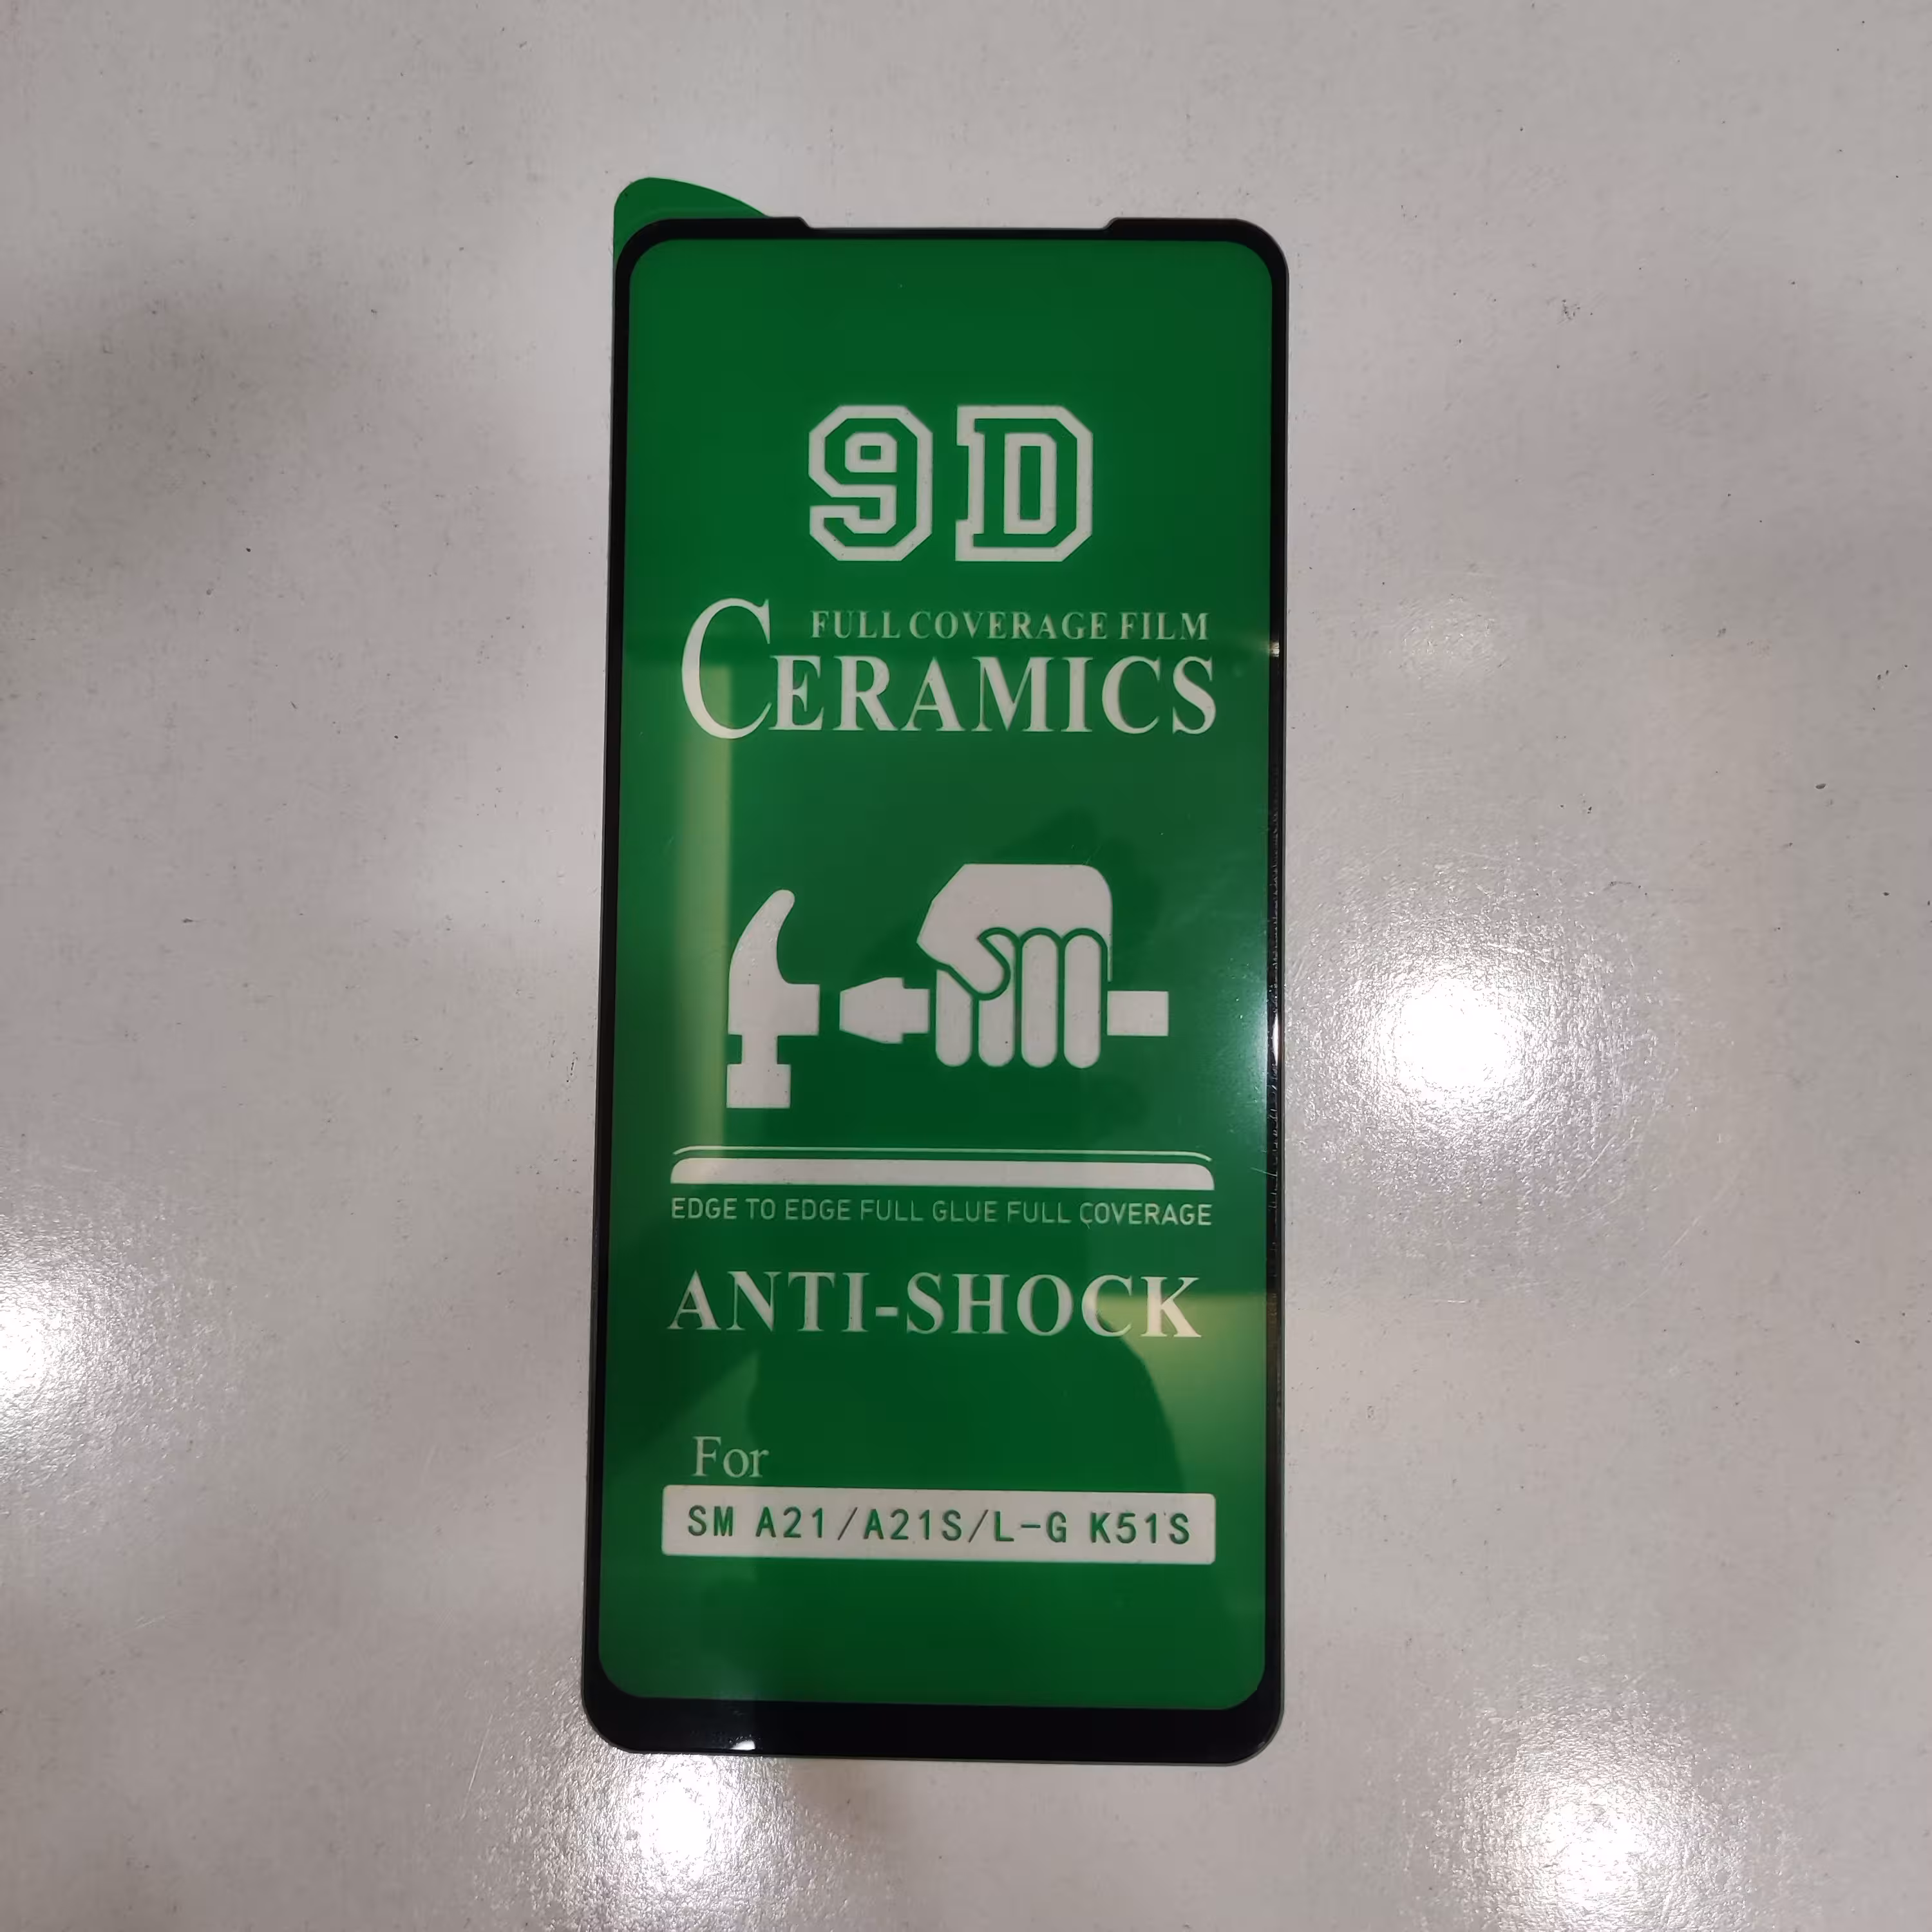 9D
FULL COVERAGE FILM
CERAMICS
EDGE TO EDGE FULL GLUE FULL COVERAGE
ANTI-SHOCK
For
SM A21/A21S/L-G K51S